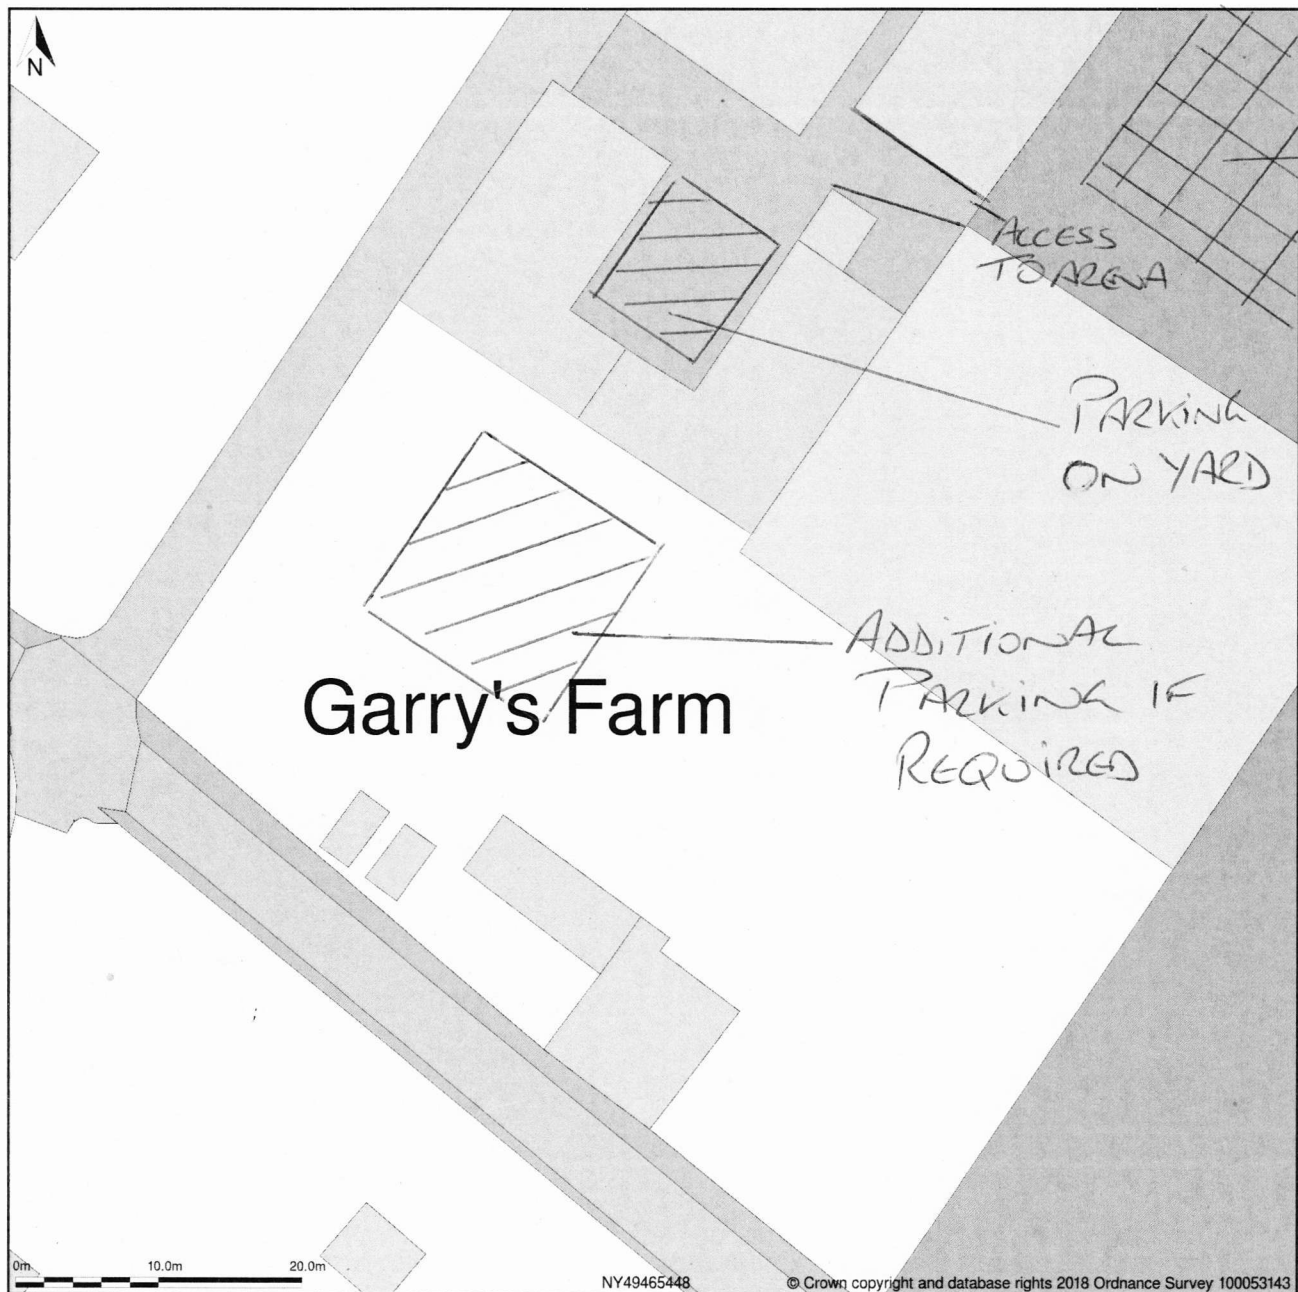 N
ACCESS
TO ARENA
PARKING
ON YARD
ADDITIONAL
PARKING IF
REQUIRED
Garry's Farm
0m 10.0m 20.0m
NY49465448
© Crown copyright and database rights 2018 Ordnance Survey 100053143